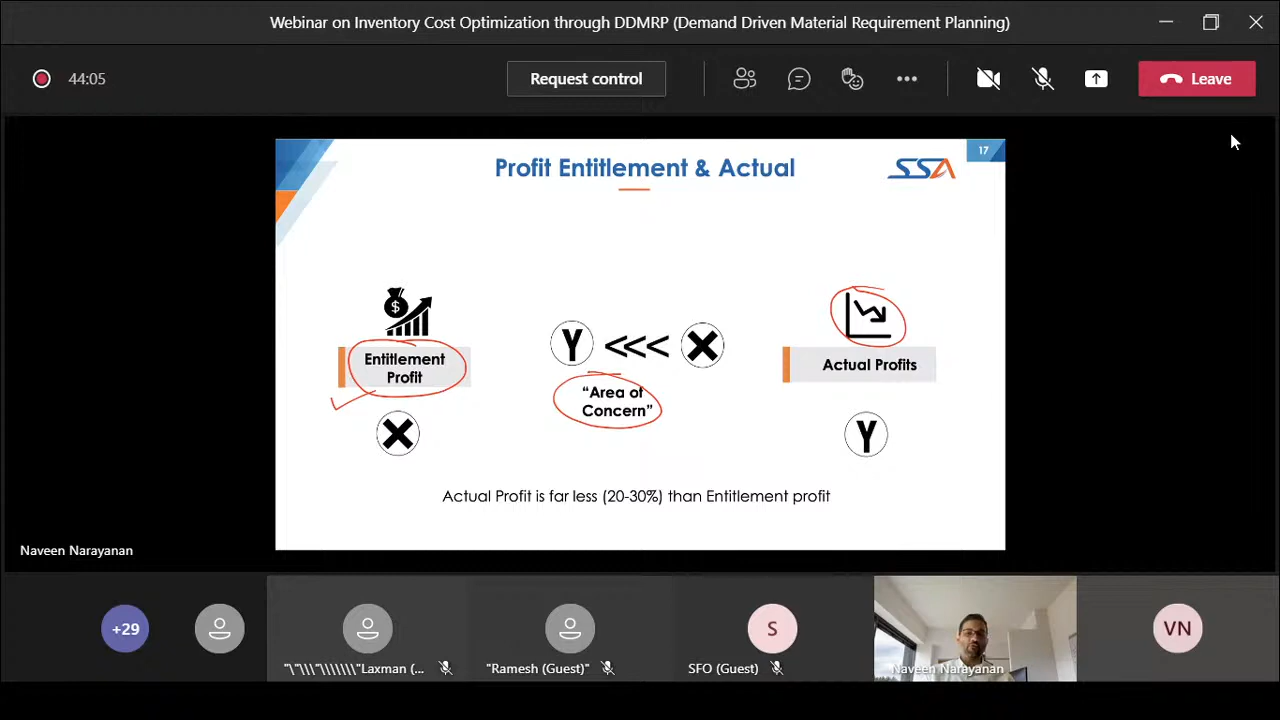 Webinar on Inventory Cost Optimization through DDMRP (Demand Driven Material Requirement Planning)
44:05
Request control
Leave
17
Profit Entitlement & Actual
SSA
$
Entitlement
Profit
X
Y <<< X
"Area of
Concern"
Actual Profits
Y
Actual Profit is far less (20-30%) than Entitlement profit
Naveen Narayanan
+29
"\"\\\"\\\\\\\"Laxman (...
"Ramesh (Guest)"
S
SFO (Guest)
Naveen Narayanan
VN